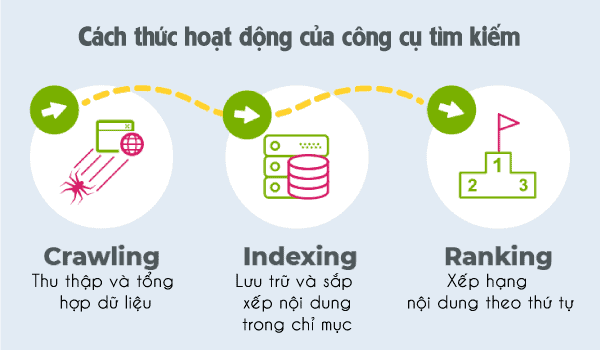 Cách thức hoạt động của công cụ tìm kiếm
1
2
3
Crawling
Thu thập và tổng
hợp dữ liệu
Indexing
Lưu trữ và sắp
xếp nội dung
trong chỉ mục
Ranking
Xếp hạng
nội dung theo thứ tự